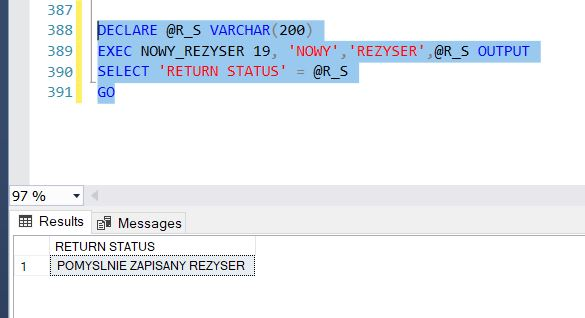 387
388 DECLARE @R_S VARCHAR(200)
389 EXEC NOWY_REZYSER 19, 'NOWY','REZYSER',@R_S OUTPUT
390 SELECT 'RETURN STATUS' = @R_S
391 GO
97 %
Results Messages
RETURN STATUS
1 POMYSLNIE ZAPISANY REZYSER